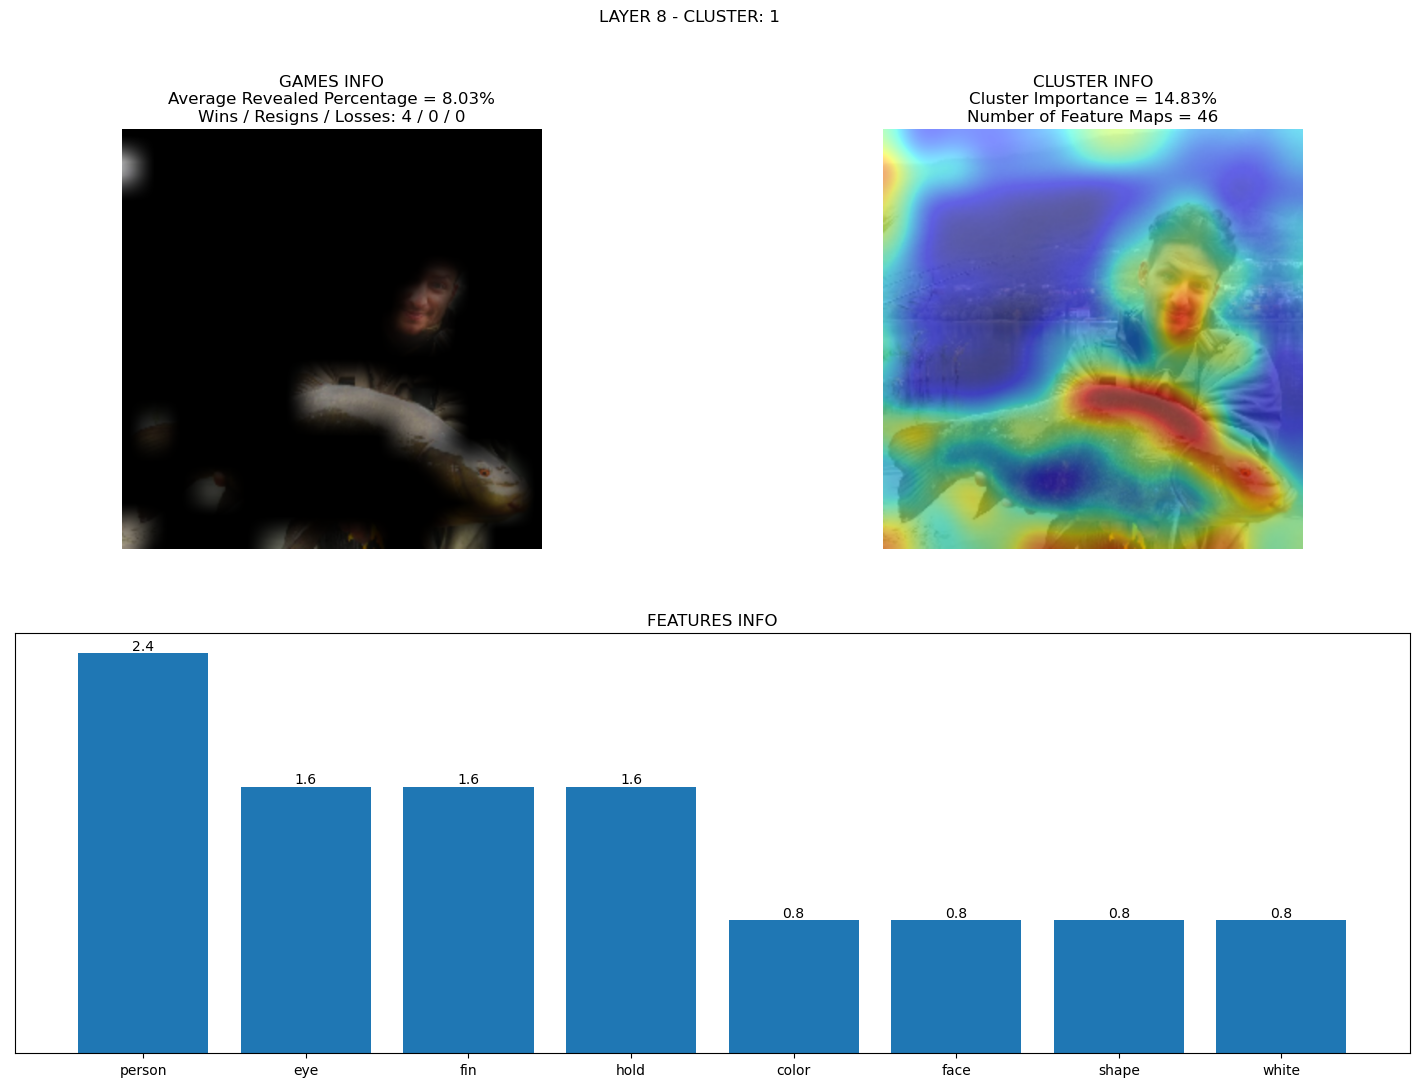 LAYER 8 - CLUSTER: 1
GAMES INFO
Average Revealed Percentage = 8.03%
Wins / Resigns / Losses: 4 / 0 / 0
CLUSTER INFO
Cluster Importance = 14.83%
Number of Feature Maps = 46
FEATURES INFO
2.4
1.6
1.6
1.6
0.8
0.8
0.8
0.8
person
eye
fin
hold
color
face
shape
white